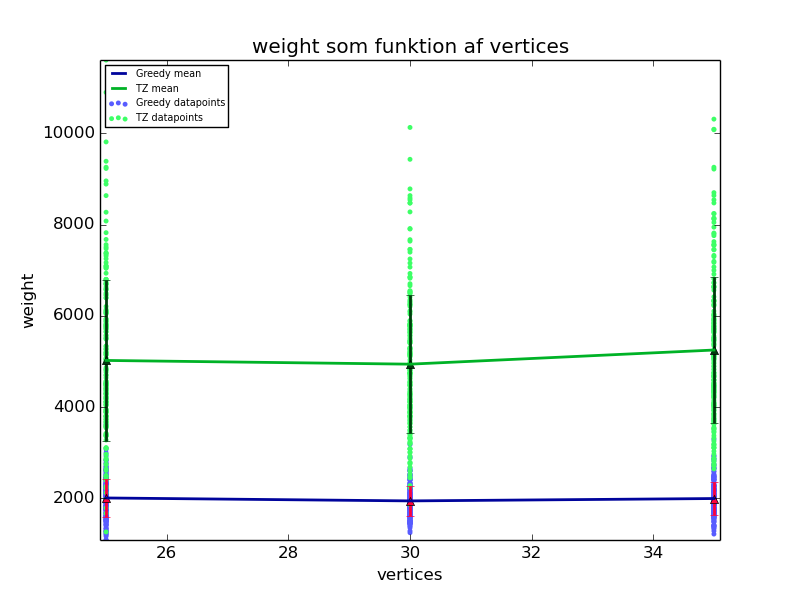 weight som funktion af vertices
Greedy mean
TZ mean
Greedy datapoints
TZ datapoints
10000
8000
6000
4000
2000
weight
26 28 30 32 34
vertices